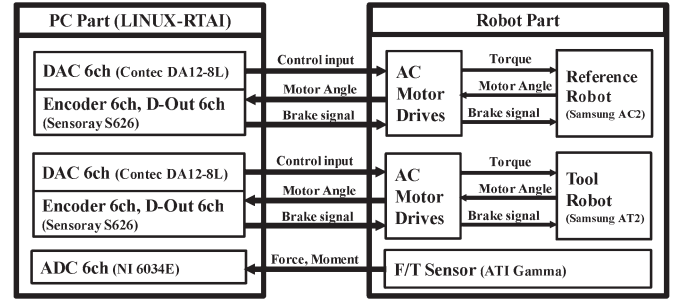 PC Part (LINUX-RTAI)
Robot Part
DAC 6ch (Contec DA12-8L)
Encoder 6ch, D-Out 6ch
(Sensoray S626)
Control input
Motor Angle
Brake signal
AC
Motor
Drives
Torque
Motor Angle
Brake signal
Reference
Robot
(Samsung AC2)
DAC 6ch (Contec DA12-8L)
Encoder 6ch, D-Out 6ch
(Sensoray S626)
Control input
Motor Angle
Brake signal
AC
Motor
Drives
Torque
Motor Angle
Brake signal
Tool
Robot
(Samsung AT2)
ADC 6ch (NI 6034E)
Force, Moment
F/T Sensor (ATI Gamma)